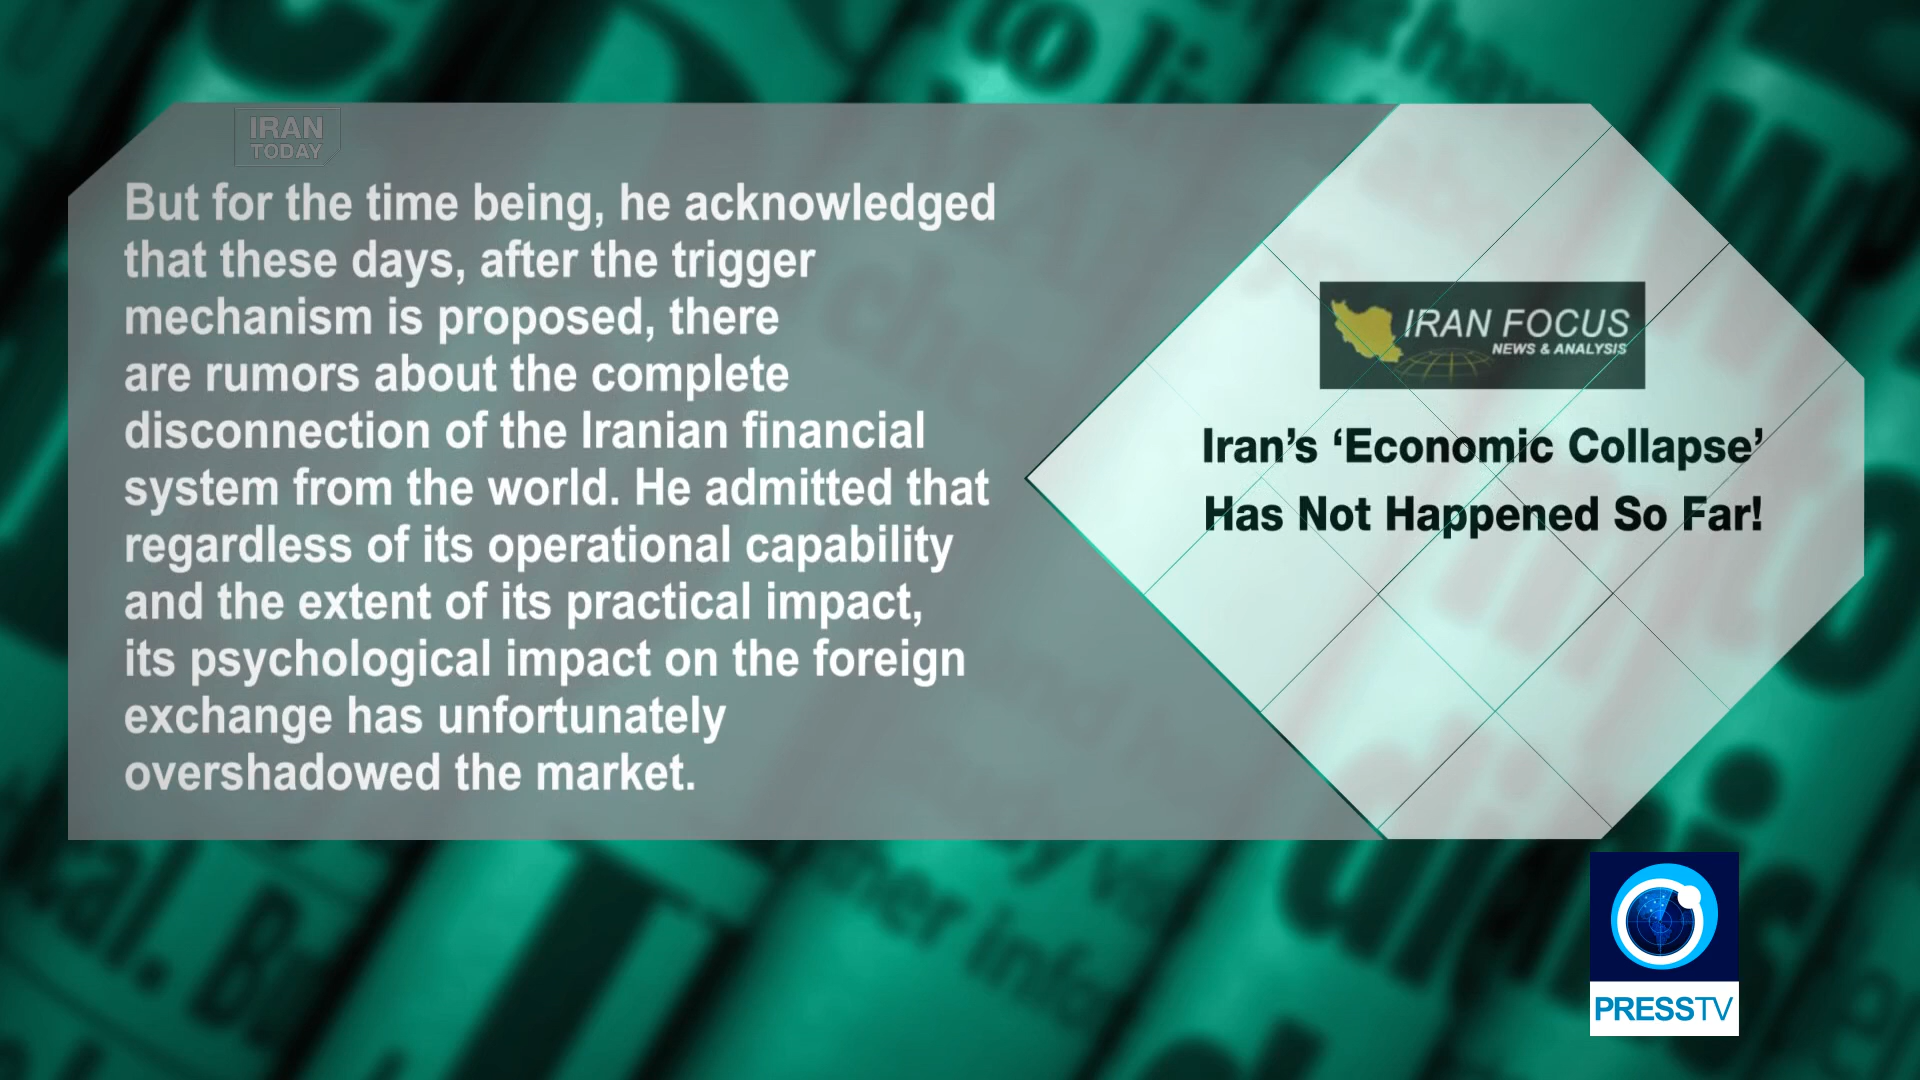 IRAN
TODAY
But for the time being, he acknowledged
that these days, after the trigger
mechanism is proposed, there
are rumors about the complete
disconnection of the Iranian financial
system from the world. He admitted that
regardless of its operational capability
and the extent of its practical impact,
its psychological impact on the foreign
exchange has unfortunately
overshadowed the market.
IRAN FOCUS
NEWS & ANALYSIS
Iran’s ‘Economic Collapse’
Has Not Happened So Far!
PRESSTV